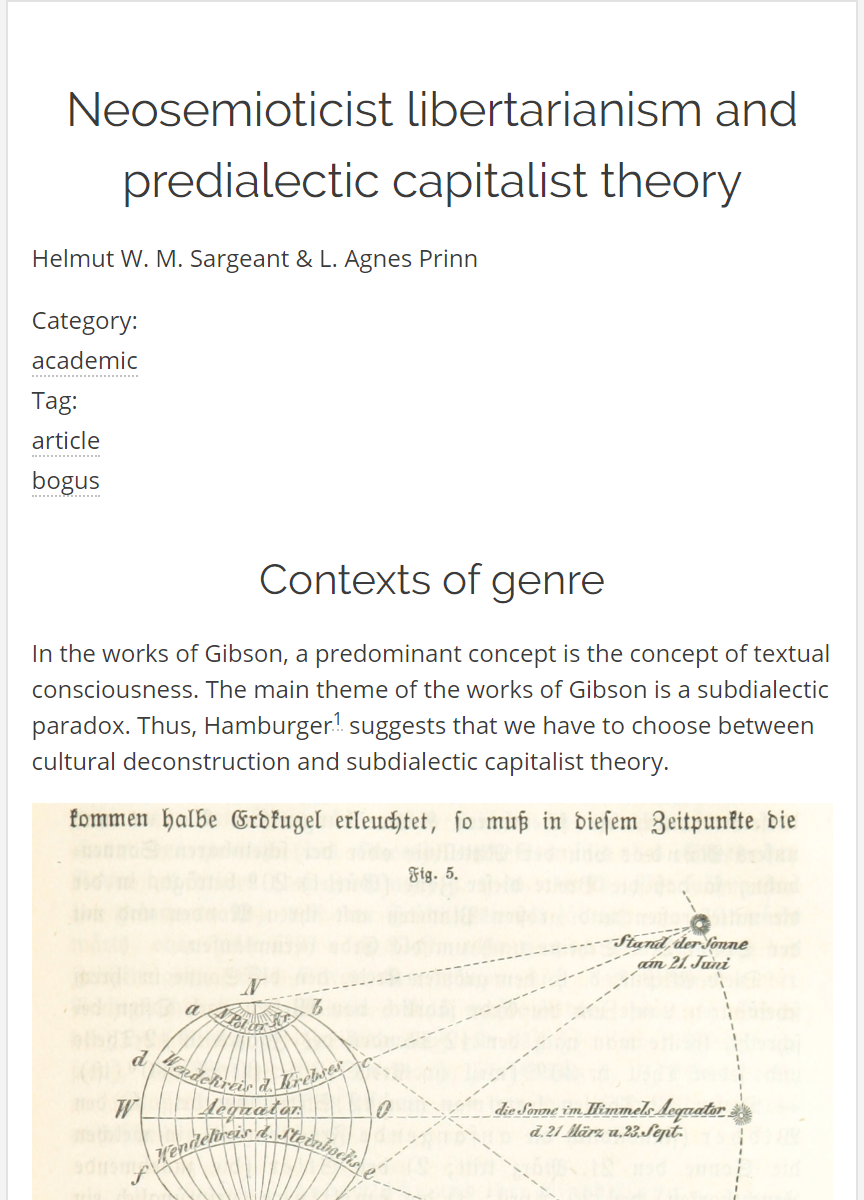 Neosemioticist libertarianism and
predialectic capitalist theory
Helmut W. M. Sargeant & L. Agnes Prinn
Category:
academic
Tag:
article
bogus
Contexts of genre
In the works of Gibson, a predominant concept is the concept of textual
consciousness. The main theme of the works of Gibson is a subdialectic
paradox. Thus, Hamburger¹ suggests that we have to choose between
cultural deconstruction and subdialectic capitalist theory.
kommen halbe Erdkugel erleuchtet, ſo muß in dieſem Zeitpunkte die
Fig. 5.
Stand der Sonne
am 21. Juni
N
a N Polar Kr. b
d Wendekreis d. Krebses c
W Aequator O die Sonne im Himmels Aequator
d. 21 März u. 23. Sept.
f Wendekreis d. Steinbocks e